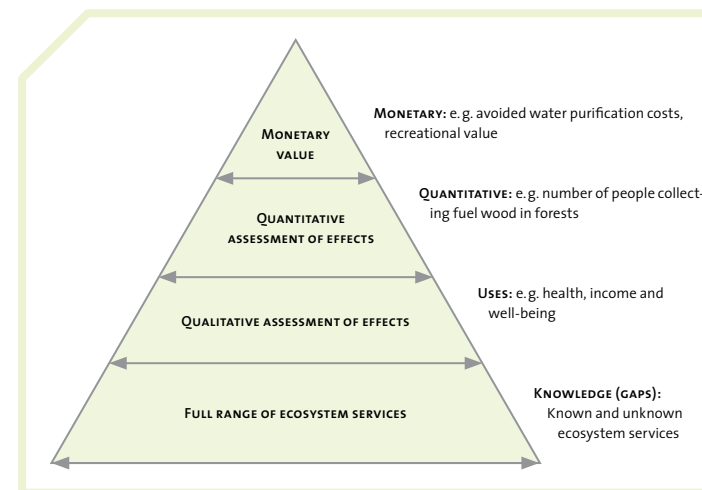 Monetary: e.g. avoided water purification costs,
recreational value
Monetary
value
Quantitative: e.g. number of people collect-
ing fuel wood in forests
Quantitative
assessment of effects
Uses: e.g. health, income and
well-being
Qualitative assessment of effects
Knowledge (gaps):
Known and unknown
ecosystem services
Full range of ecosystem services